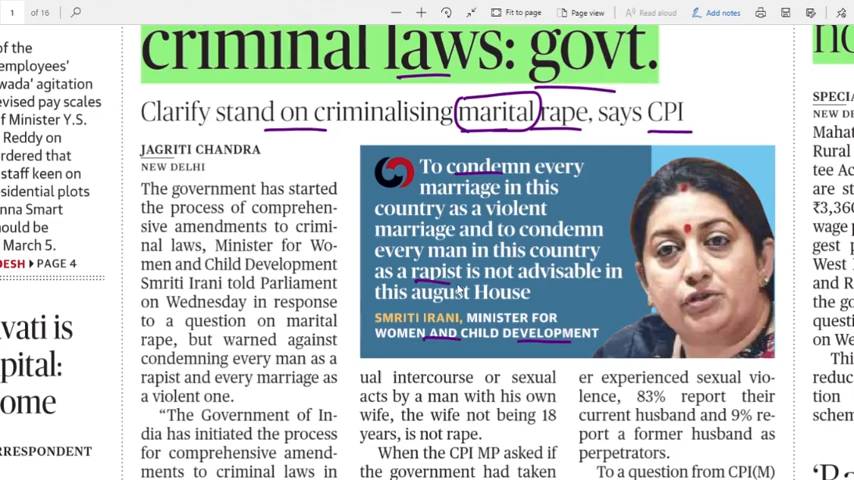 1
of 16
Fit to page
Page view
Read aloud
Add notes
of the
employees'
wada' agitation
evised pay scales
f Minister Y.S.
Reddy on
rdered that
staff keen on
sidential plots
nna Smart
ould be
March 5.
DESH PAGE 4
vati is
pital:
ome
RRESPONDENT
criminal laws: govt.
Clarify stand on criminalising marital rape, says CPI
JAGRITI CHANDRA
NEW DELHI
The government has started
the process of comprehen-
sive amendments to crimi-
nal laws, Minister for Wo-
men and Child Development
Smriti Irani told Parliament
on Wednesday in response
to a question on marital
rape, but warned against
condemning every man as a
rapist and every marriage as
a violent one.
“The Government of In-
dia has initiated the process
for comprehensive amend-
ments to criminal laws in
To condemn every
marriage in this
country as a violent
marriage and to condemn
every man in this country
as a rapist is not advisable in
this august House
SMRITI IRANI, MINISTER FOR
WOMEN AND CHILD DEVELOPMENT
ual intercourse or sexual
acts by a man with his own
wife, the wife not being 18
years, is not rape.
When the CPI MP asked if
the government had taken
er experienced sexual vio-
lence, 83% report their
current husband and 9% re-
port a former husband as
perpetrators.
To a question from CPI(M)
no
SPECIA
NEW D
Mahat
Rural
tee Ac
are st
₹3,360
wage p
gest p
West
and R
the go
questi
on We
This
reduc
tion
schem